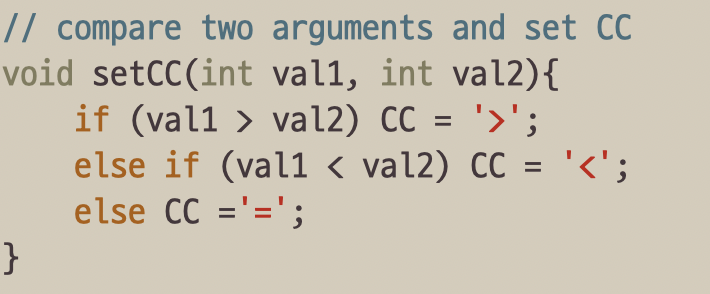 // compare two arguments and set CC
void setCC(int val1, int val2){
    if (val1 > val2) CC = '>';
    else if (val1 < val2) CC = '<';
    else CC ='=';
}